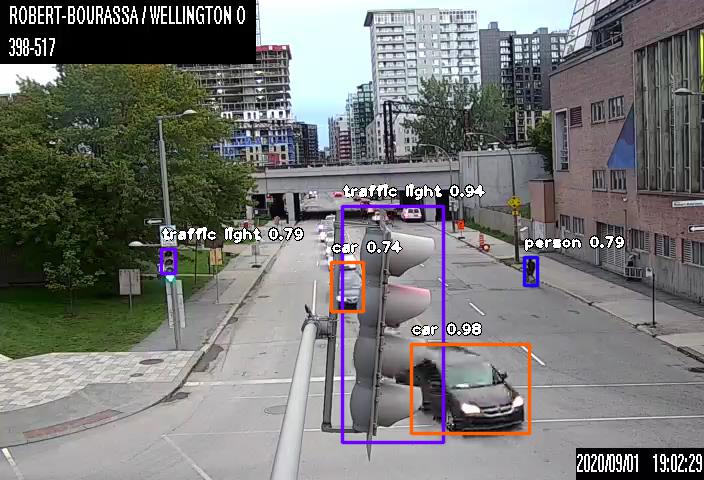 ROBERT-BOURASSA / WELLINGTON O
398-517
traffic light 0.94
traffic light 0.79
car 0.74
person 0.79
car 0.98
2020/09/01 19:02:29